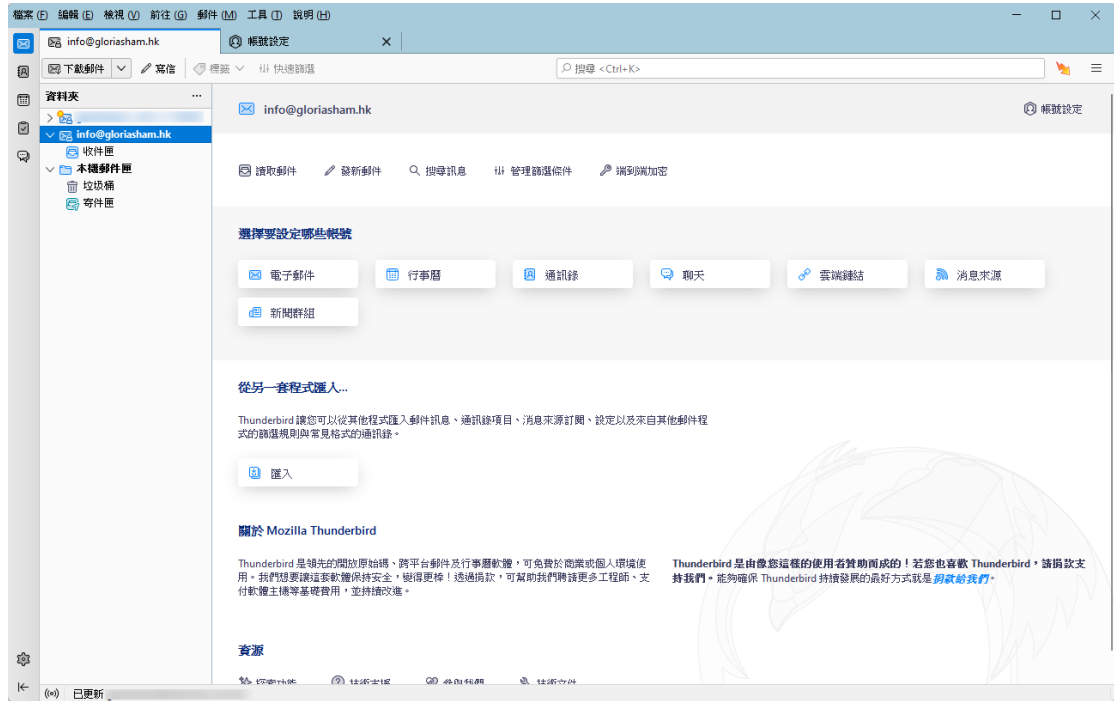 檔案(F) 編輯(E) 檢視(V) 前往(G) 郵件(M) 工具(T) 說明(H)
info@gloriasham.hk 帳號設定
下載郵件 寫信 標籤 快速篩選 搜尋 <Ctrl+K>
資料夾
info@gloriasham.hk
收件匣
本機郵件匣
垃圾桶
寄件匣
info@gloriasham.hk 帳號設定
讀取郵件 發新郵件 搜尋訊息 管理篩選條件 端到端加密
選擇要設定哪些帳號
電子郵件 行事曆 通訊錄 聊天 雲端鏈結 消息來源
新聞群組
從另一套程式匯入...
Thunderbird 讓您可以從其他程式匯入郵件訊息、通訊錄項目、消息來源訂閱、設定以及來自其他郵件程
式的篩選規則與常見格式的通訊錄。
匯入
關於 Mozilla Thunderbird
Thunderbird 是領先的開放原始碼、跨平台郵件及行事曆軟體，可免費於商業或個人環境使
用。我們想要讓這套軟體保持安全，變得更棒！透過捐款，可幫助我們聘請更多工程師、支
付軟體主機等基礎費用，並持續改進。
Thunderbird 是由像您這樣的使用者贊助而成的！若您也喜歡 Thunderbird，請捐款支
持我們。能夠確保 Thunderbird 持續發展的最好方式就是捐款給我們。
資源
探索功能 技術支援 參與我們 技術文件
已更新